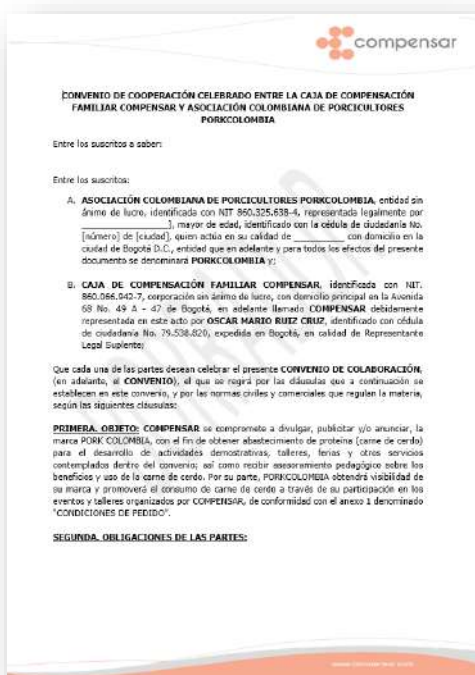 compensar
CONVENIO DE COOPERACIÓN CELEBRADO ENTRE LA CAJA DE COMPENSACIÓN
FAMILIAR COMPENSAR Y ASOCIACIÓN COLOMBIANA DE PORCICULTORES
PORKCOLOMBIA
Entre los suscritos a saber:
Entre los suscritos:
A. ASOCIACIÓN COLOMBIANA DE PORCICULTORES PORKCOLOMBIA, entidad sin
ánimo de lucro, identificada con NIT 860.325.638-4, representada legalmente por
____________], mayor de edad, identificado con la cédula de ciudadanía No.
[número] de [ciudad], quien actúa en su calidad de __________ con domicilio en la
ciudad de Bogotá D.C., entidad que en adelante y para todos los efectos del presente
documento se denominará PORKCOLOMBIA y;
B. CAJA DE COMPENSACIÓN FAMILIAR COMPENSAR, identificada con NIT.
860.066.942-7, corporación sin ánimo de lucro, con domicilio principal en la Avenida
68 No. 49 A - 47 de Bogotá, en adelante llamado COMPENSAR debidamente
representada en este acto por OSCAR MARIO RUIZ CRUZ, identificado con cédula
de ciudadanía No. 79.538.820, expedida en Bogotá, en calidad de Representante
Legal Suplente;
Que cada una de las partes desean celebrar el presente CONVENIO DE COLABORACIÓN,
(en adelante, el CONVENIO), el que se regirá por las cláusulas que a continuación se
establecen en este convenio, y por las normas civiles y comerciales que regulan la materia,
según las siguientes cláusulas:
PRIMERA. OBJETO: COMPENSAR se compromete a divulgar, publicitar y/o anunciar, la
marca PORK COLOMBIA, con el fin de obtener abastecimiento de proteína (carne de cerdo)
para el desarrollo de actividades demostrativas, talleres, ferias y otros servicios
contemplados dentro del convenio; así como recibir asesoramiento pedagógico sobre los
beneficios y uso de la carne de cerdo. Por su parte, PORKCOLOMBIA obtendrá visibilidad de
su marca y promoverá el consumo de carne de cerdo a través de su participación en los
eventos y talleres organizados por COMPENSAR, de conformidad con el anexo 1 denominado
"CONDICIONES DE PEDIDO".
SEGUNDA. OBLIGACIONES DE LAS PARTES: